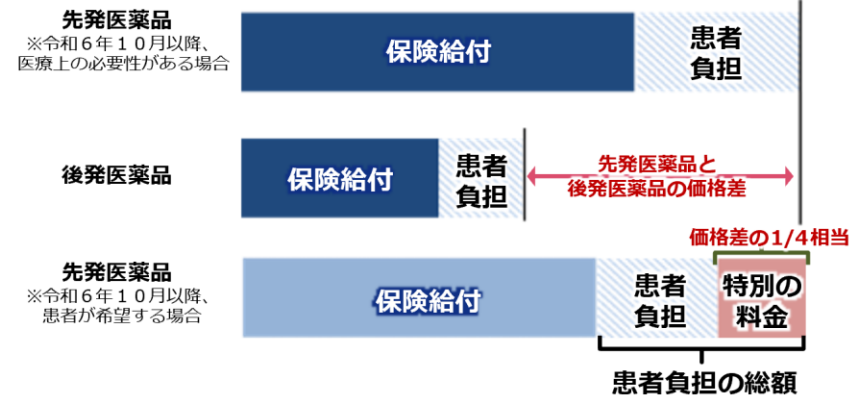 先発医薬品
※令和6年10月以降、
医療上の必要性がある場合
保険給付
患者
負担
後発医薬品
保険給付
患者
負担
先発医薬品と
後発医薬品の価格差
価格差の1/4相当
先発医薬品
※令和6年10月以降、
患者が希望する場合
保険給付
患者
負担
特別の
料金
患者負担の総額